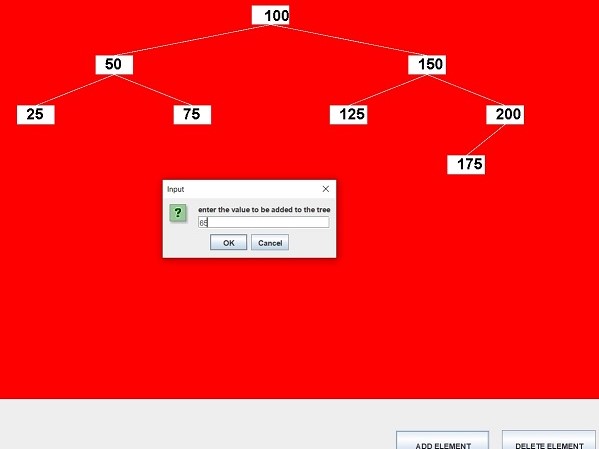 100
50
150
25
75
125
200
175
Input
enter the value to be added to the tree
65
OK
Cancel
ADD ELEMENT
DELETE ELEMENT